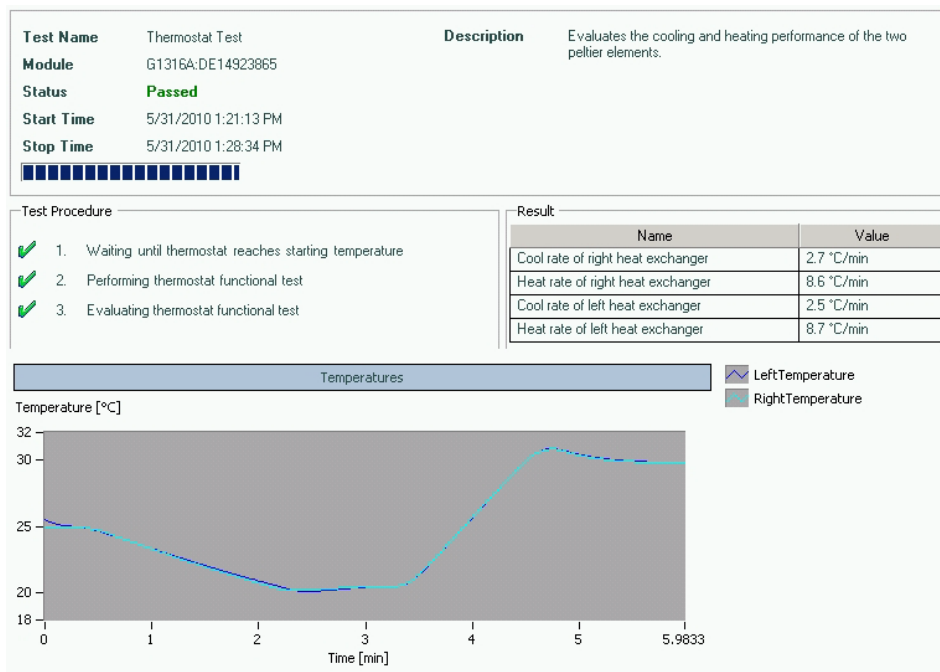 Test Name Thermostat Test
Module G1316A:DE14923865
Status Passed
Start Time 5/31/2010 1:21:13 PM
Stop Time 5/31/2010 1:28:34 PM
Description Evaluates the cooling and heating performance of the two
peltier elements.
Test Procedure
1. Waiting until thermostat reaches starting temperature
2. Performing thermostat functional test
3. Evaluating thermostat functional test
Result
Name Value
Cool rate of right heat exchanger 2.7 °C/min
Heat rate of right heat exchanger 8.6 °C/min
Cool rate of left heat exchanger 2.5 °C/min
Heat rate of left heat exchanger 8.7 °C/min
Temperatures
LeftTemperature
RightTemperature
Temperature [°C]
32
30
25
20
18
0 1 2 3 4 5 5.9833
Time [min]